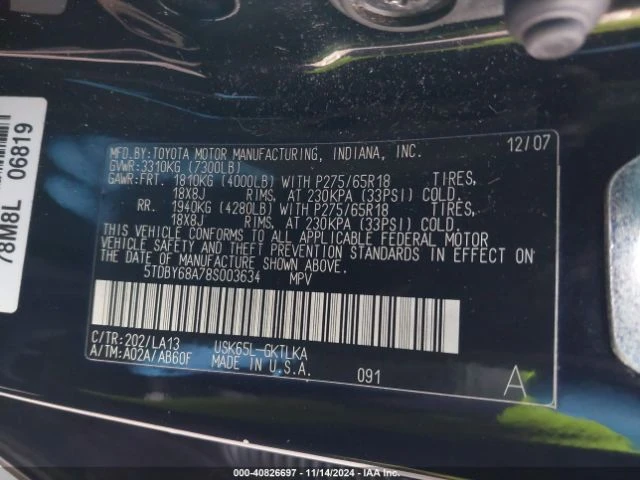 MFD.BY:TOYOTA MOTOR MANUFACTURING, INDIANA, INC. 12/07
GVWR:3310KG (7300LB)
GAWR:FRT. 1810KG (4000LB) WITH P275/65R18 TIRES,
18X8J RIMS, AT 230KPA (33PSI) COLD.
RR. 1940KG (4280LB) WITH P275/65R18 TIRES,
18X8J RIMS, AT 230KPA (33PSI) COLD.
THIS VEHICLE CONFORMS TO ALL APPLICABLE FEDERAL MOTOR
VEHICLE SAFETY AND THEFT PREVENTION STANDARDS IN EFFECT ON
THE DATE OF MANUFACTURE SHOWN ABOVE.
5TDBY68A78S003634 MPV
C/TR:202/LA13 USK65L-GKTLKA
A/TM:A02A/AB60F MADE IN U.S.A.
091 A
78M8L 06819
000-40826697 - 11/14/2024 - IAA Inc.